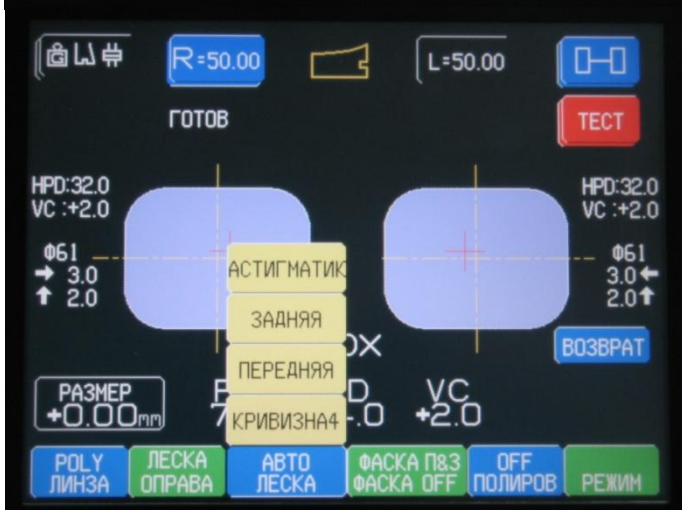 R=50.00
L=50.00
ГОТОВ
ТЕСТ
HPD:32.0
VC :+2.0
HPD:32.0
VC :+2.0
Φ61
→ 3.0
↑ 2.0
Φ61
3.0 ←
2.0 ↑
АСТИГМАТИК
ЗАДНЯЯ
ПЕРЕДНЯЯ
КРИВИЗНА4
ВОЗВРАТ
РАЗМЕР
+0.00mm
VC
+2.0
POLY
ЛИНЗА
ЛЕСКА
ОПРАВА
АВТО
ЛЕСКА
ФАСКА П&З
ФАСКА OFF
OFF
ПОЛИРОВ
РЕЖИМ